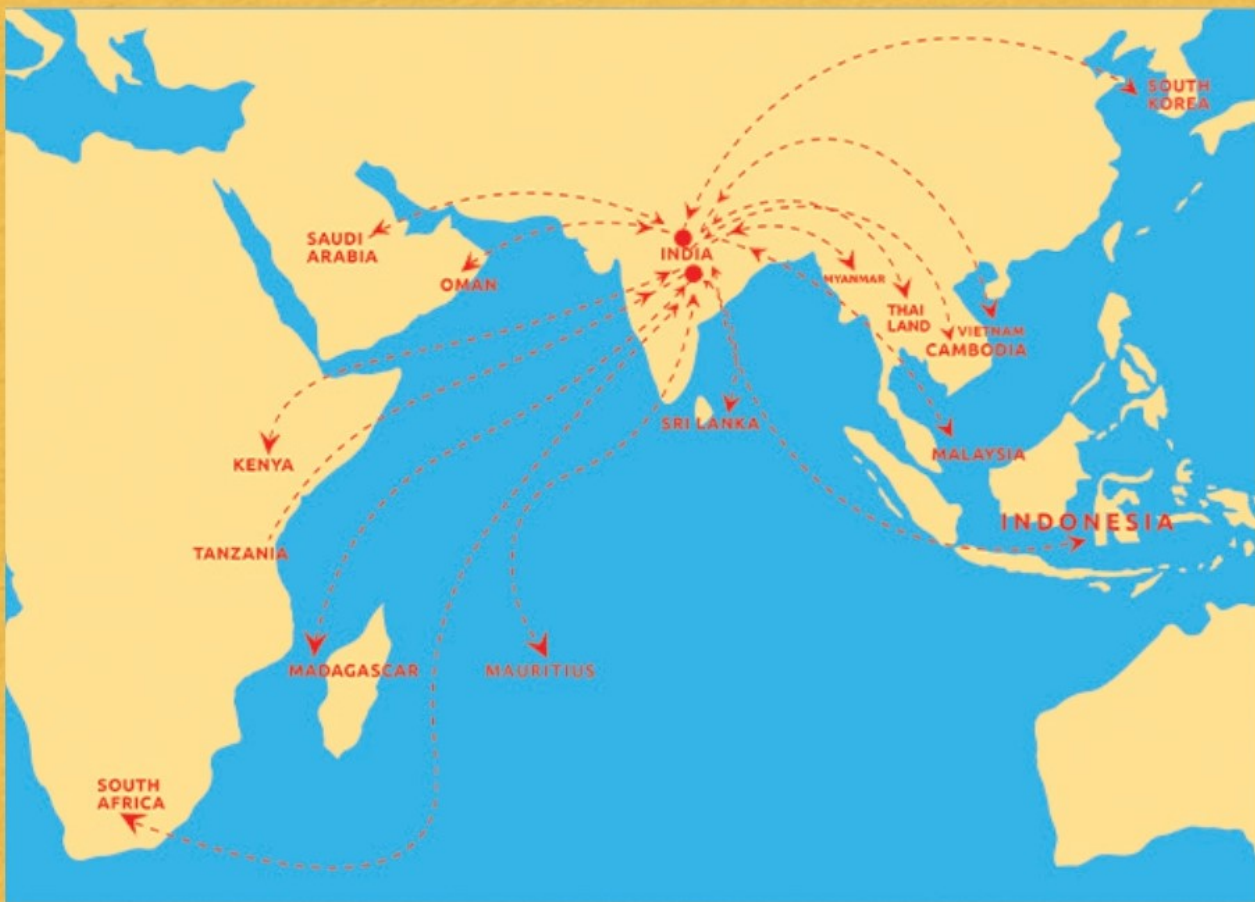 SOUTH
KOREA
SAUDI
ARABIA
INDIA
OMAN
MYANMAR
THAI
LAND
VIETNAM
CAMBODIA
SRI LANKA
MALAYSIA
KENYA
INDONESIA
TANZANIA
MADAGASCAR
MAURITIUS
SOUTH
AFRICA